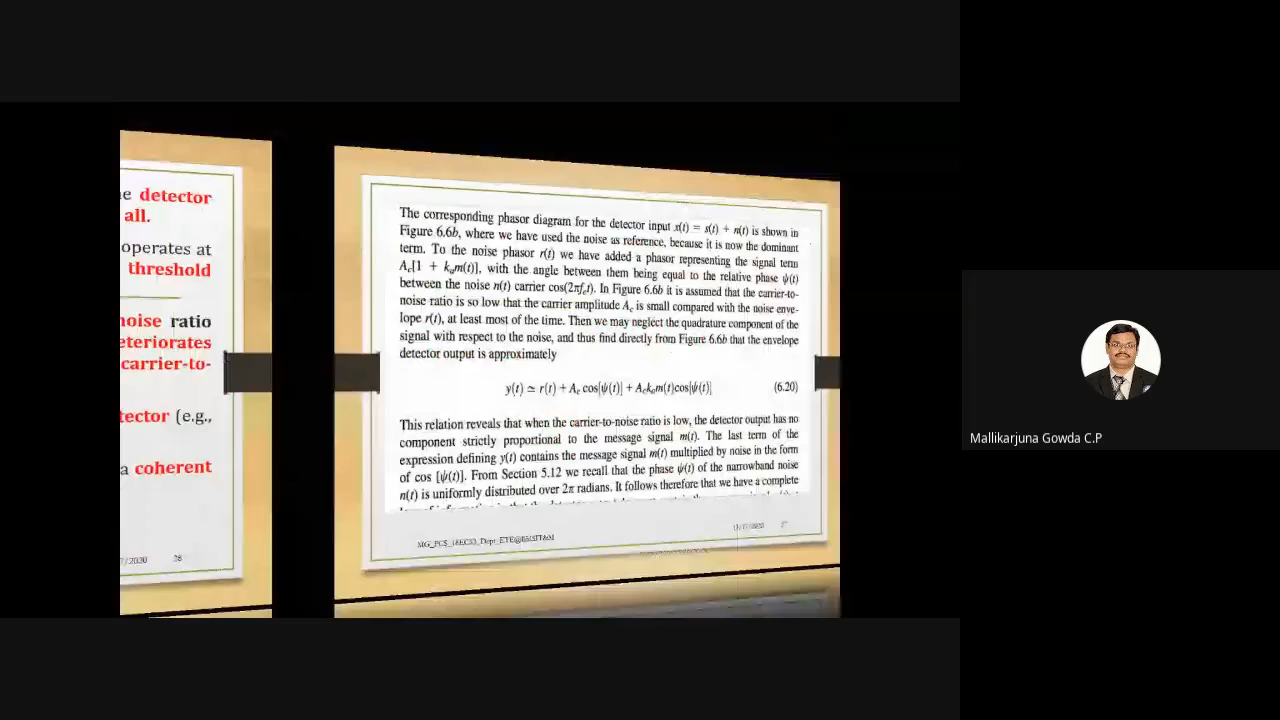 detector
all.
operates at
threshold
noise ratio
eteriorates
carrier-to-
tector (e.g.,
a coherent
/2020 28
The corresponding phasor diagram for the detector input x(t) = s(t) + n(t) is shown in
Figure 6.6b, where we have used the noise as reference, because it is now the dominant
term. To the noise phasor r(t) we have added a phasor representing the signal term
A_c[1 + k_a m(t)], with the angle between them being equal to the relative phase ψ(t)
between the noise n(t) carrier cos(2πf_c t). In Figure 6.6b it is assumed that the carrier-to-
noise ratio is so low that the carrier amplitude A_c is small compared with the noise enve-
lope r(t), at least most of the time. Then we may neglect the quadrature component of the
signal with respect to the noise, and thus find directly from Figure 6.6b that the envelope
detector output is approximately
y(t) ≃ r(t) + A_c cos[ψ(t)] + A_c k_a m(t)cos[ψ(t)] (6.20)
This relation reveals that when the carrier-to-noise ratio is low, the detector output has no
component strictly proportional to the message signal m(t). The last term of the
expression defining y(t) contains the message signal m(t) multiplied by noise in the form
of cos [ψ(t)]. From Section 5.12 we recall that the phase ψ(t) of the narrowband noise
n(t) is uniformly distributed over 2π radians. It follows therefore that we have a complete
Mallikarjuna Gowda C.P